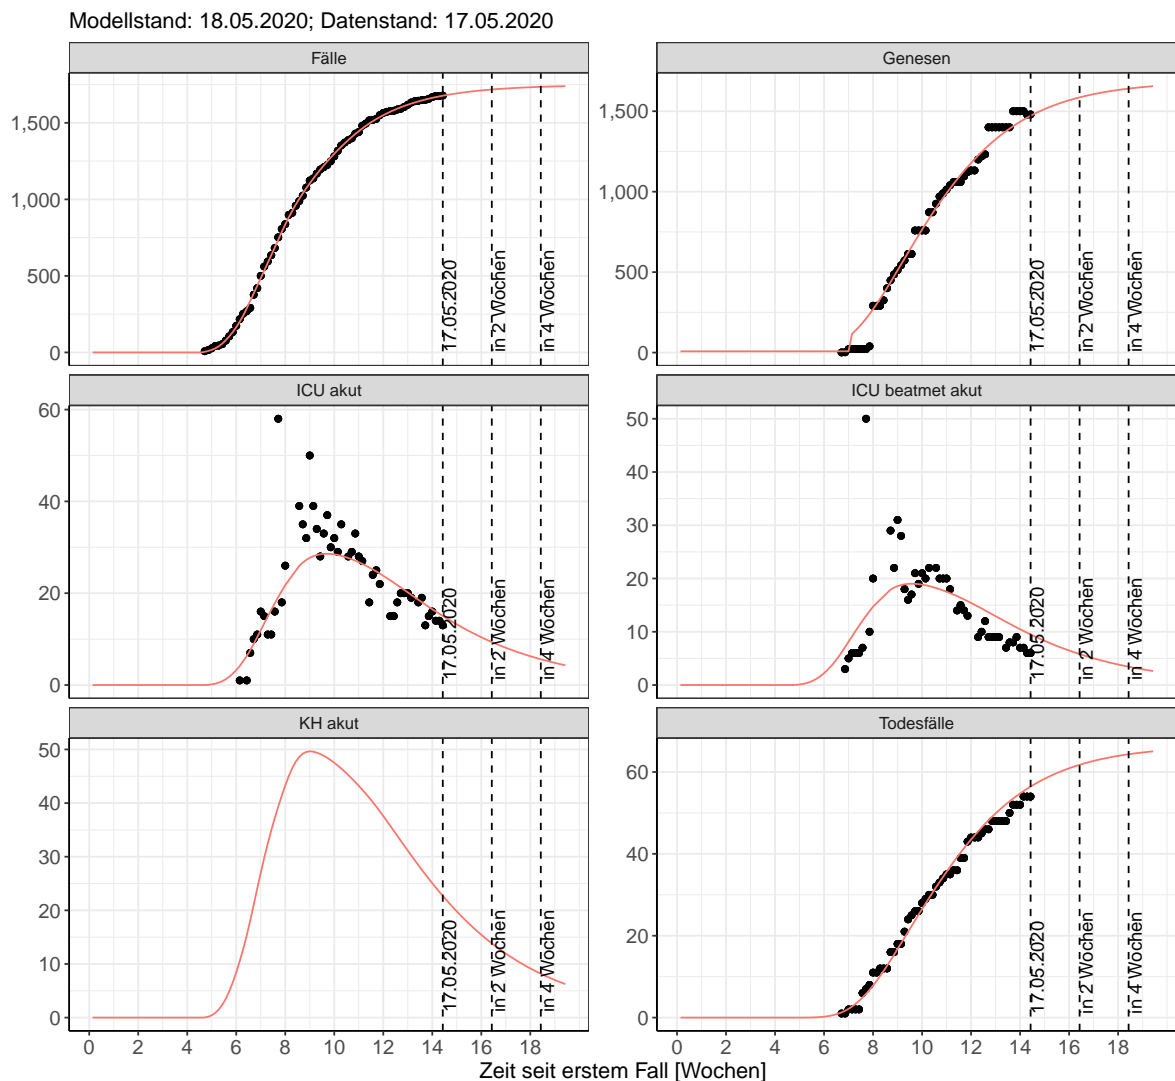 Modellstand: 18.05.2020; Datenstand: 17.05.2020
Fälle
Genesen
1,500
1,000
500
0
17.05.2020
in 2 Wochen
in 4 Wochen
1,500
1,000
500
0
17.05.2020
in 2 Wochen
in 4 Wochen
ICU akut
ICU beatmet akut
60
40
20
0
17.05.2020
in 2 Wochen
in 4 Wochen
50
40
30
20
10
0
17.05.2020
in 2 Wochen
in 4 Wochen
KH akut
Todesfälle
50
40
30
20
10
0
17.05.2020
in 2 Wochen
in 4 Wochen
60
40
20
0
17.05.2020
in 2 Wochen
in 4 Wochen
0 2 4 6 8 10 12 14 16 18
0 2 4 6 8 10 12 14 16 18
Zeit seit erstem Fall [Wochen]